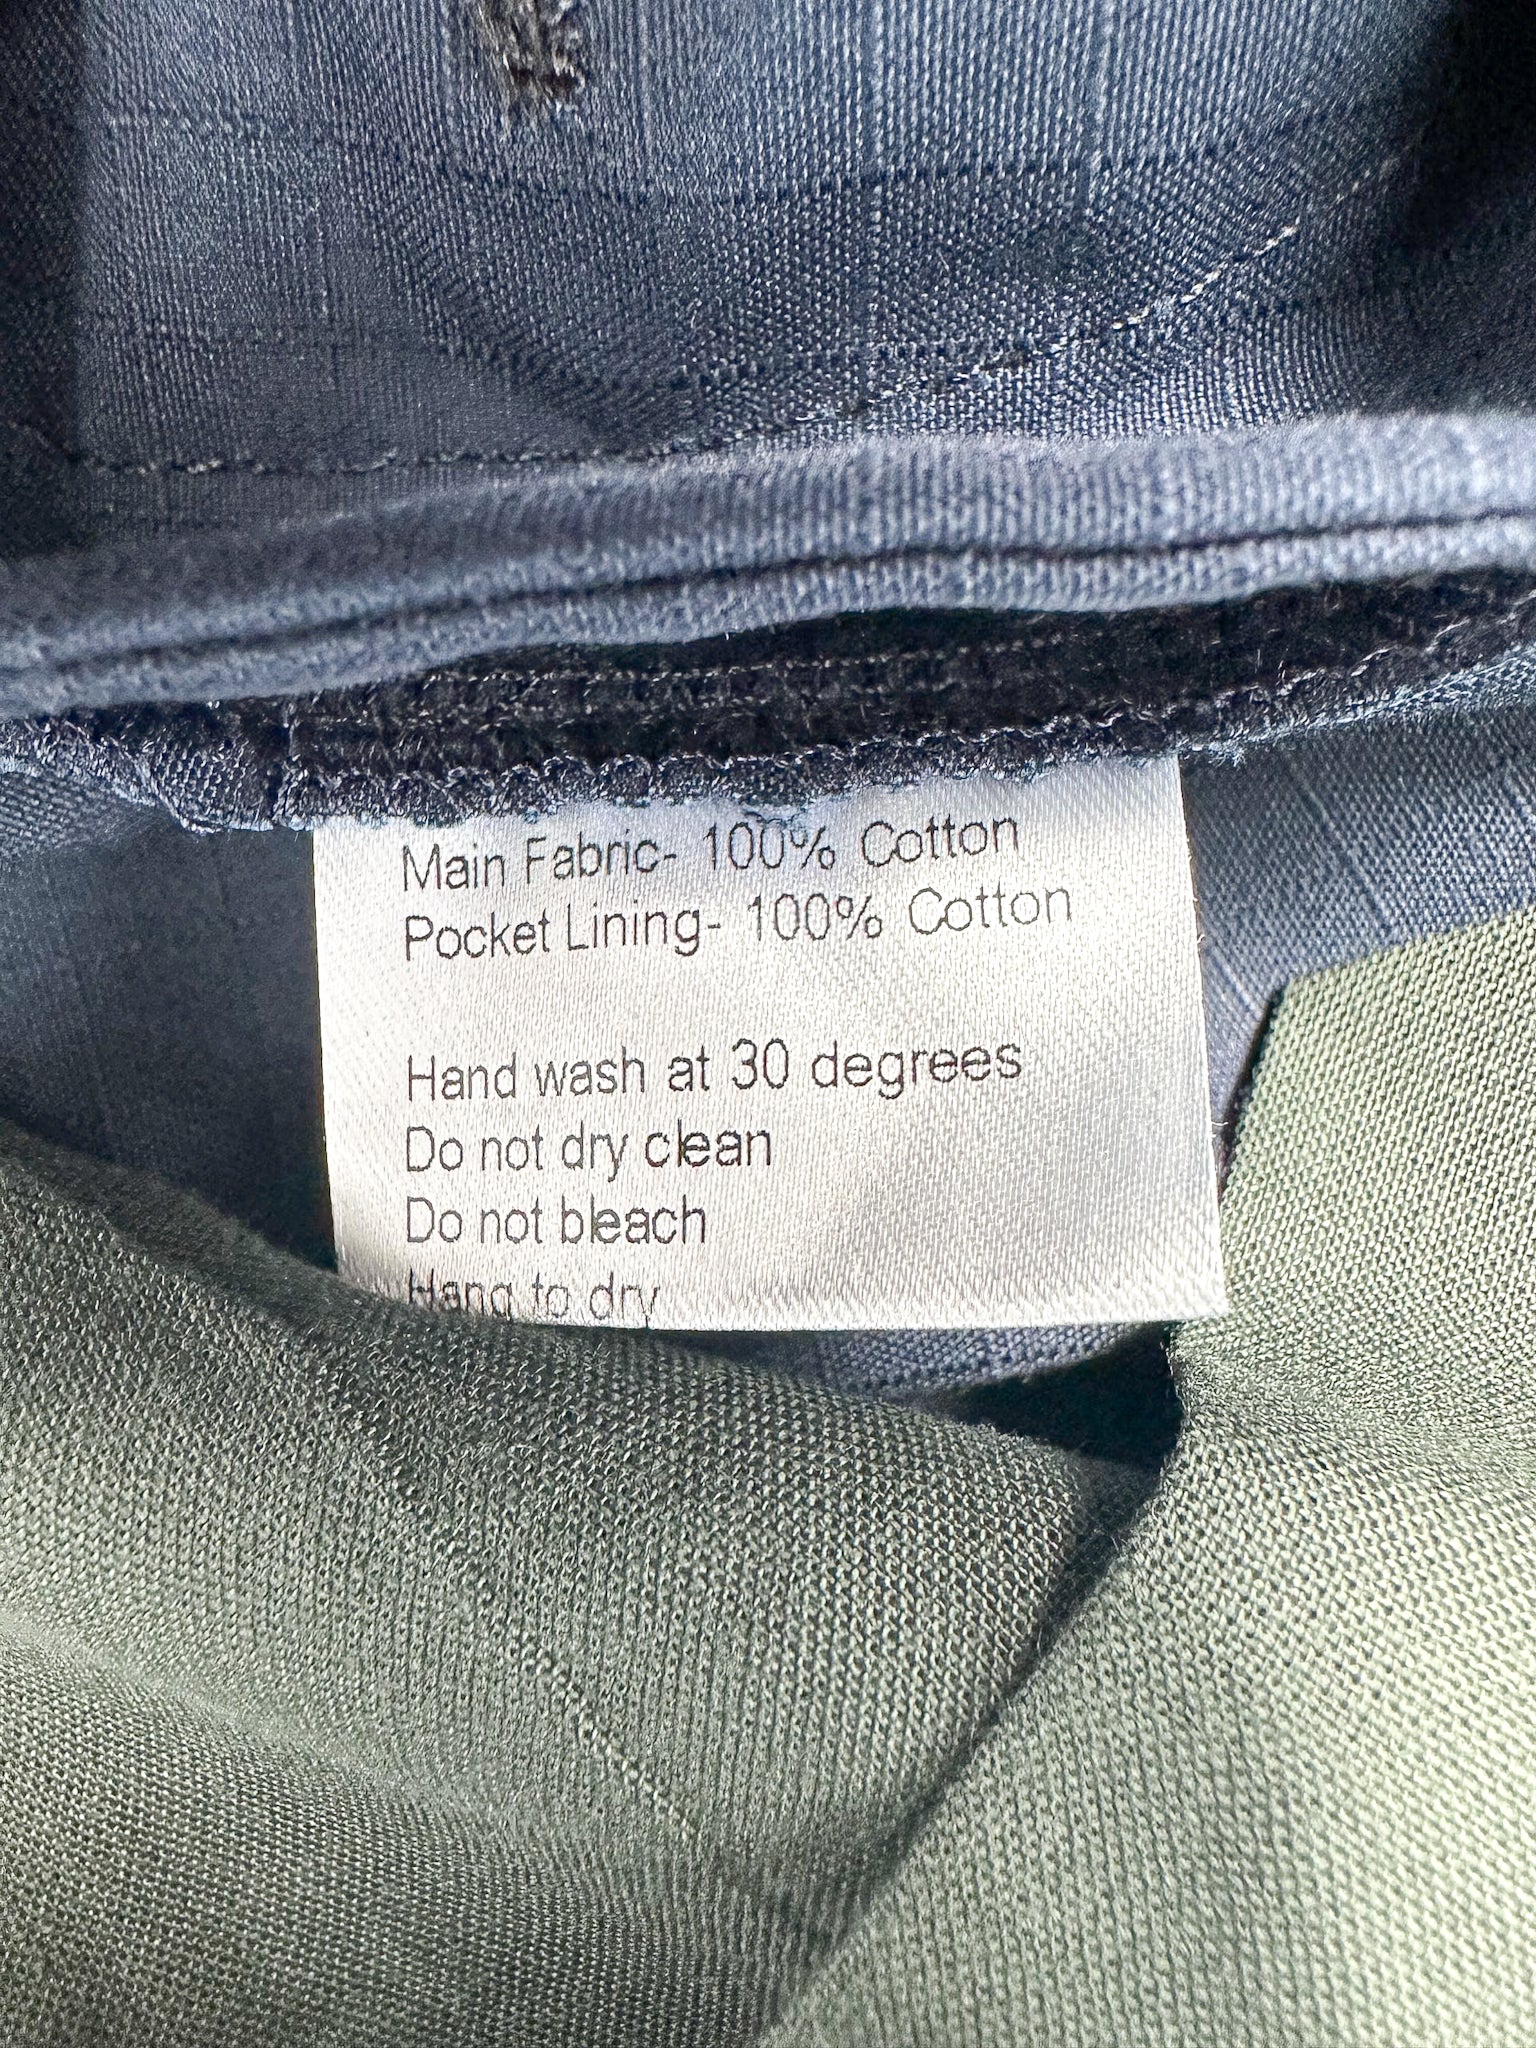 Main Fabric- 100% Cotton
Pocket Lining- 100% Cotton
Hand wash at 30 degrees
Do not dry clean
Do not bleach
Hang to dry